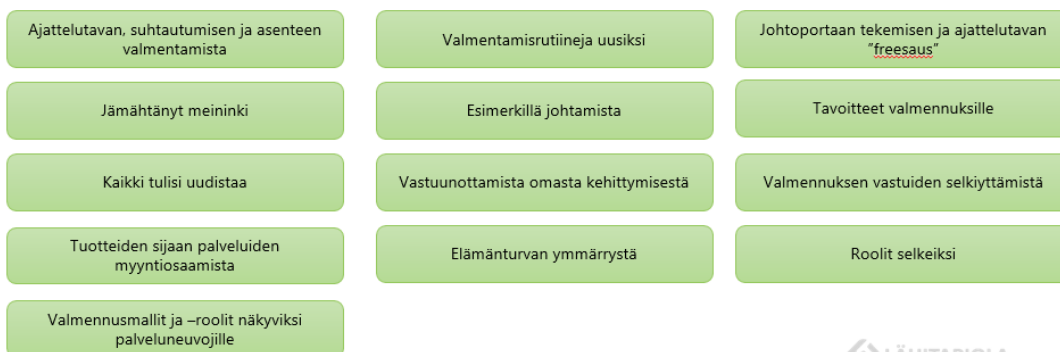 Ajattelutavan, suhtautumisen ja asenteen
valmentamista
Jämähtänyt meininki
Kaikki tulisi uudistaa
Tuotteiden sijaan palveluiden
myyntiosaamista
Valmennusmallit ja –roolit näkyviksi
palveluneuvojille
Valmentamisrutiineja uusiksi
Esimerkillä johtamista
Vastuunottamista omasta kehittymisestä
Elämänturvan ymmärrystä
Johtoportaan tekemisen ja ajattelutavan
”freesaus”
Tavoitteet valmennuksille
Valmennuksen vastuiden selkiyttämistä
Roolit selkeiksi
LÄHITAPIOLA